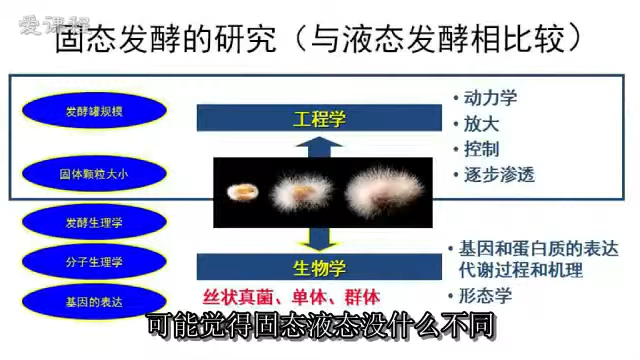 爱课程
固态发酵的研究（与液态发酵相比较）
发酵罐规模
固体颗粒大小
发酵生理学
分子生理学
基因的表达
工程学
生物学
丝状真菌、单体、群体
• 动力学
• 放大
• 控制
• 逐步渗透
• 基因和蛋白质的表达
代谢过程和机理
• 形态学
可能觉得固态液态没什么不同